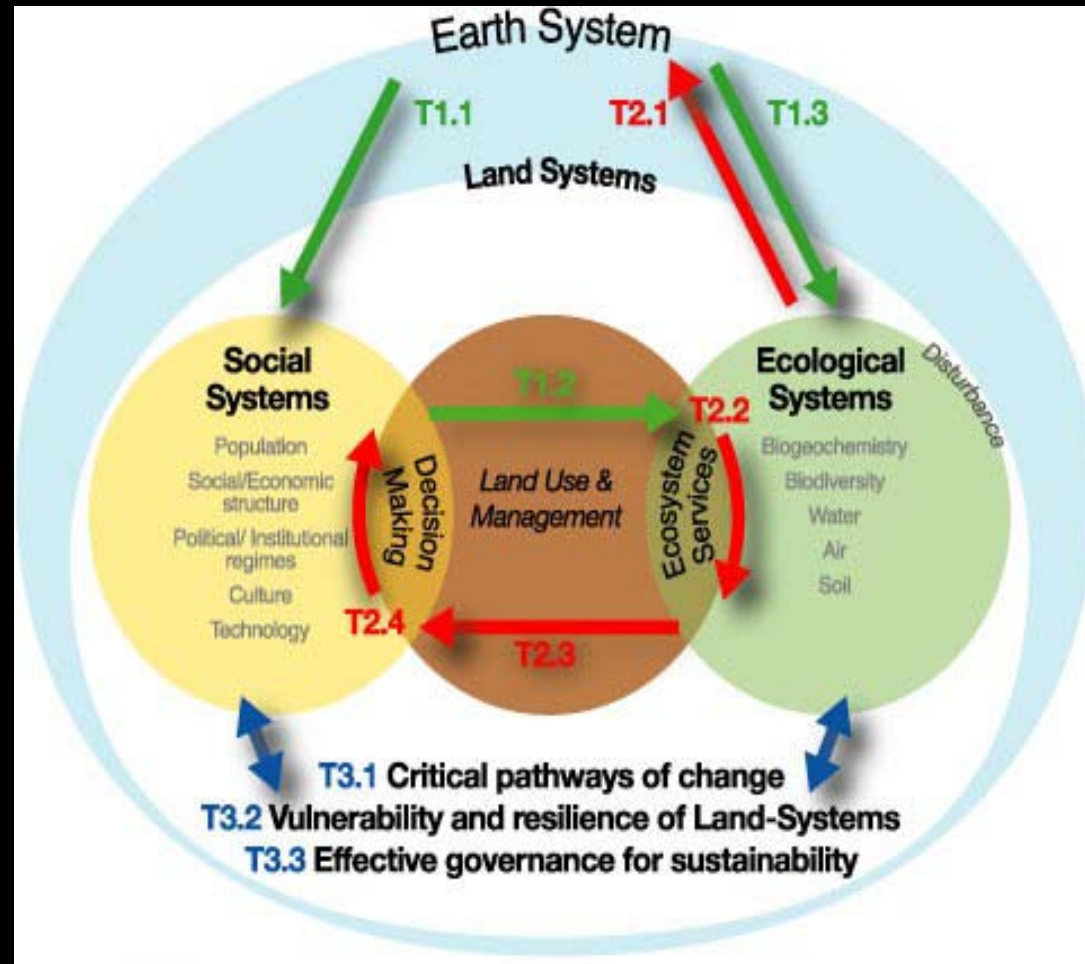 Earth System
T1.1
T2.1
T1.3
Land Systems
Social
Systems
Population
Social/Economic
structure
Political/ Institutional
regimes
Culture
Technology
Decision
Making
T1.2
Land Use &
Management
T2.3
T2.4
Ecosystem
Services
T2.2
Ecological
Systems
Biogeochemistry
Biodiversity
Water
Air
Soil
Disturbance
T3.1 Critical pathways of change
T3.2 Vulnerability and resilience of Land-Systems
T3.3 Effective governance for sustainability